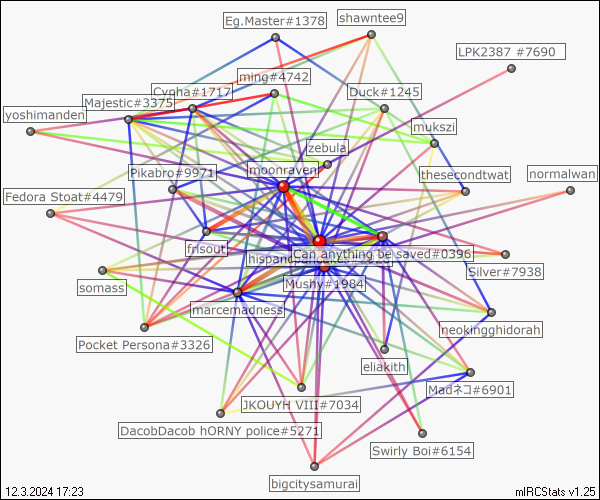 shawntee9
Eg.Master#1378
LPK2387 #7690
ming#4742
Cypha#1717
Duck#1245
Majestic#3375
yoshimanden
mukszi
zebula
moonraven
Pikabro#9971
thesecondtwat
normalwan
Fedora Stoat#4479
frisout
Can anything be saved#0396
Silver#7938
Mushy#1984
somass
marcemadness
neokingghidorah
Pocket Persona#3326
eliakith
Madネコ#6901
JKOUYH VIII#7034
DacobDacob hORNY police#5271
Swirly Boi#6154
bigcitysamurai
12.3.2024 17:23
mIRCStats v1.25